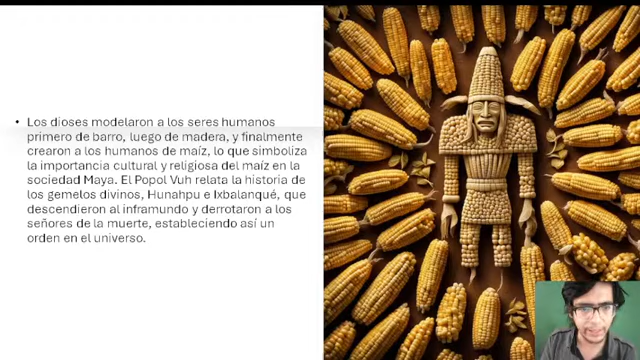 • Los dioses modelaron a los seres humanos
primero de barro, luego de madera, y finalmente
crearon a los humanos de maíz, lo que simboliza
la importancia cultural y religiosa del maíz en la
sociedad Maya. El Popol Vuh relata la historia de
los gemelos divinos, Hunahpu e Ixbalanqué, que
descendieron al inframundo y derrotaron a los
señores de la muerte, estableciendo así un
orden en el universo.